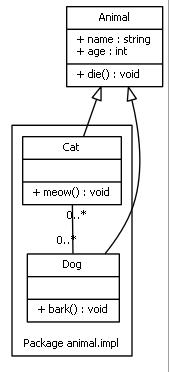 Animal
+ name : string
+ age : int
+ die() : void
Cat
+ meow() : void
0..*
0..*
Dog
+ bark() : void
Package animal.impl